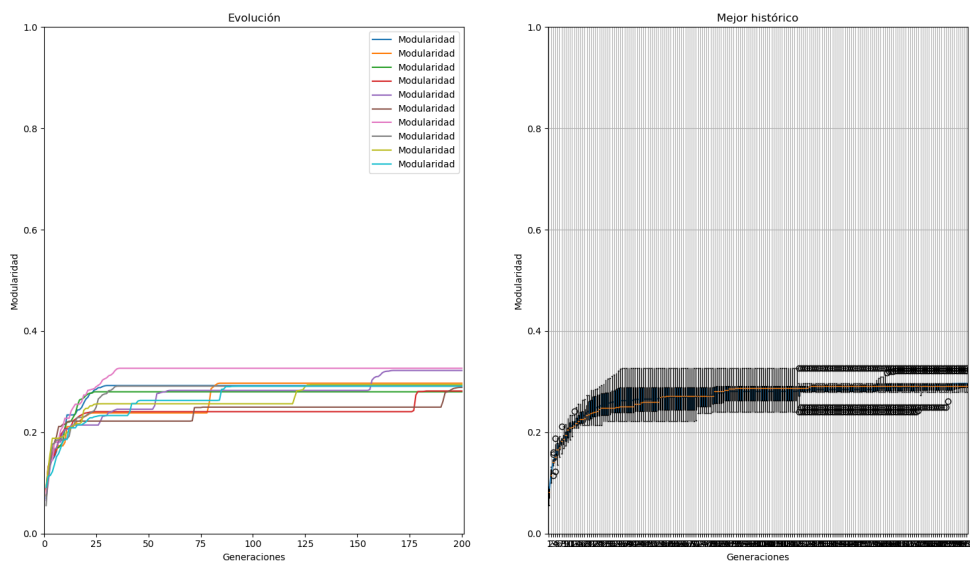 Evolución
1.0
0.8
0.6
0.4
0.2
0.0
Modularidad
Modularidad
Modularidad
Modularidad
Modularidad
Modularidad
Modularidad
Modularidad
Modularidad
Modularidad
Modularidad
0
25
50
75
100
125
150
175
200
Generaciones
Mejor histórico
1.0
0.8
0.6
0.4
0.2
0.0
Modularidad
Generaciones